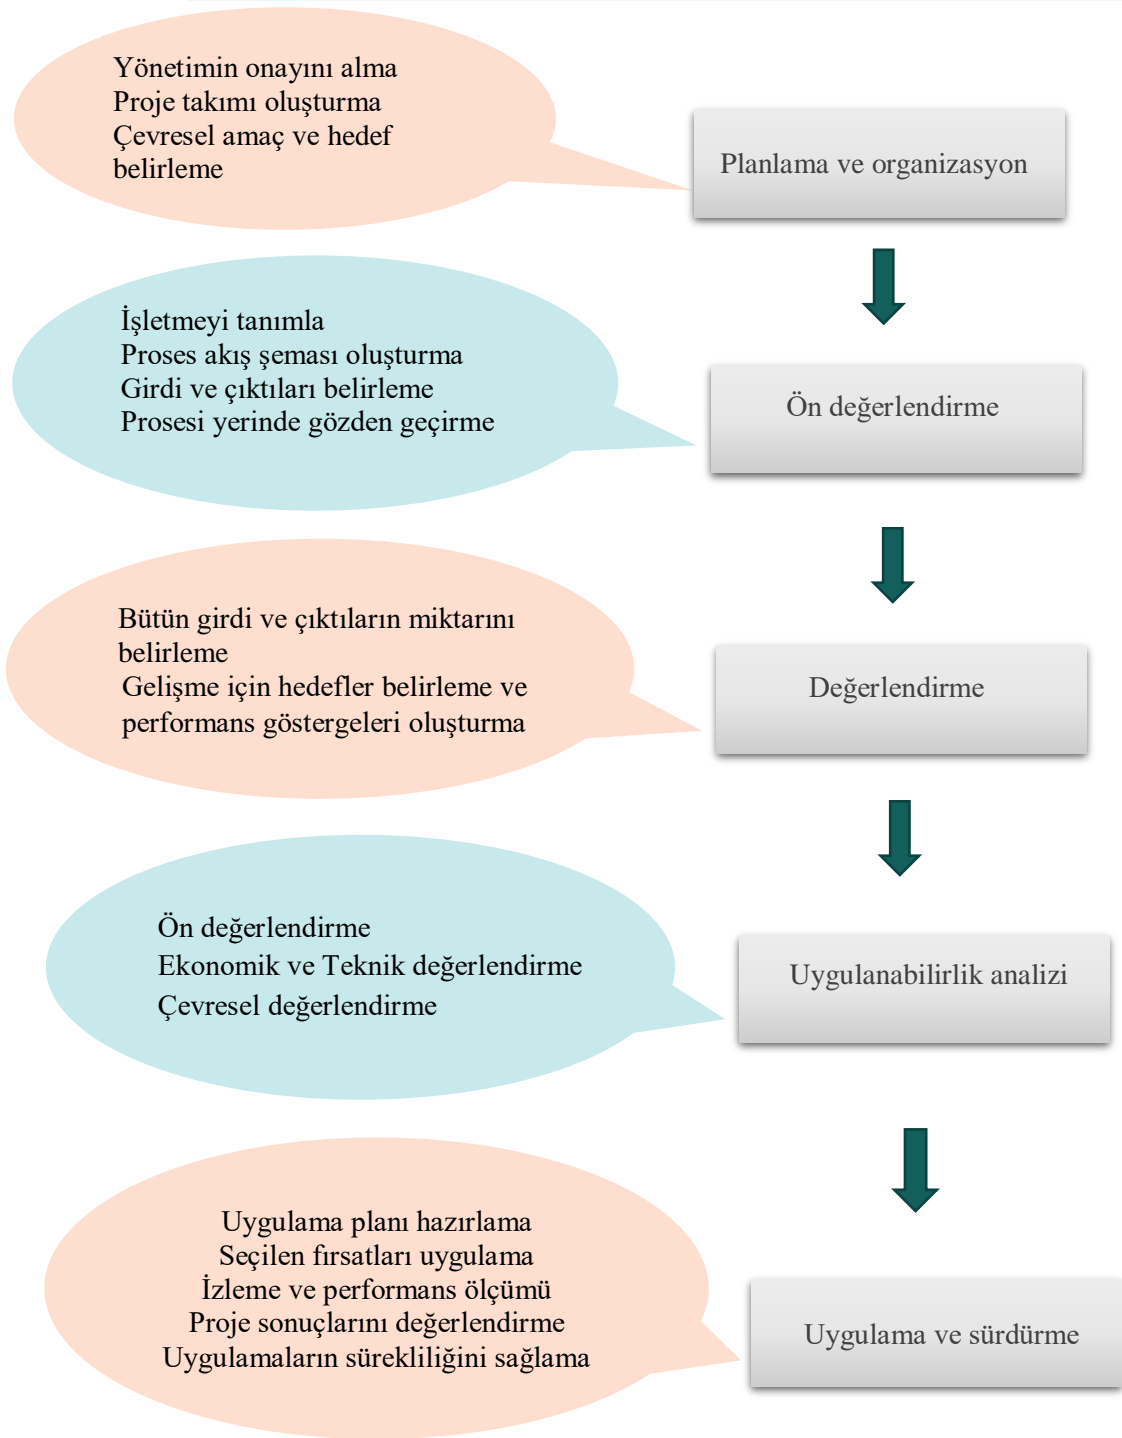 Yönetimin onayını alma
Proje takımı oluşturma
Çevresel amaç ve hedef
belirleme
Planlama ve organizasyon
İşletmeyi tanımla
Proses akış şeması oluşturma
Girdi ve çıktıları belirleme
Prosesi yerinde gözden geçirme
Ön değerlendirme
Bütün girdi ve çıktıların miktarını
belirleme
Gelişme için hedefler belirleme ve
performans göstergeleri oluşturma
Değerlendirme
Ön değerlendirme
Ekonomik ve Teknik değerlendirme
Çevresel değerlendirme
Uygulanabilirlik analizi
Uygulama planı hazırlama
Seçilen fırsatları uygulama
İzleme ve performans ölçümü
Proje sonuçlarını değerlendirme
Uygulamaların sürekliliğini sağlama
Uygulama ve sürdürme